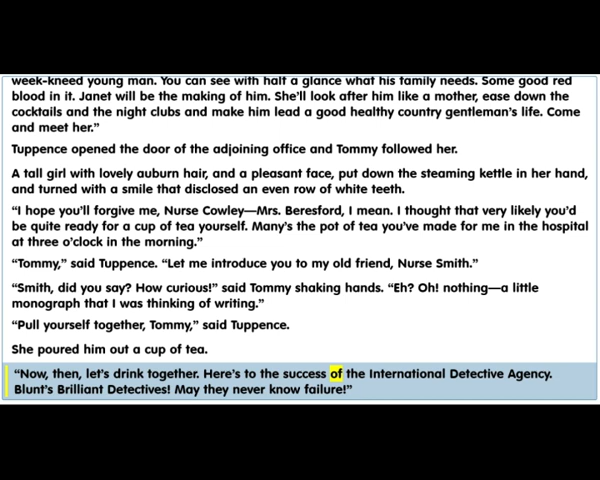 week-kneed young man. You can see with half a glance what his family needs. Some good red
blood in it. Janet will be the making of him. She’ll look after him like a mother, ease down the
cocktails and the night clubs and make him lead a good healthy country gentleman’s life. Come
and meet her.”
Tuppence opened the door of the adjoining office and Tommy followed her.
A tall girl with lovely auburn hair, and a pleasant face, put down the steaming kettle in her hand,
and turned with a smile that disclosed an even row of white teeth.
“I hope you’ll forgive me, Nurse Cowley—Mrs. Beresford, I mean. I thought that very likely you’d
be quite ready for a cup of tea yourself. Many’s the pot of tea you’ve made for me in the hospital
at three o’clock in the morning.”
“Tommy,” said Tuppence. “Let me introduce you to my old friend, Nurse Smith.”
“Smith, did you say? How curious!” said Tommy shaking hands. “Eh? Oh! nothing—a little
monograph that I was thinking of writing.”
“Pull yourself together, Tommy,” said Tuppence.
She poured him out a cup of tea.
“Now, then, let’s drink together. Here’s to the success of the International Detective Agency.
Blunt’s Brilliant Detectives! May they never know failure!”